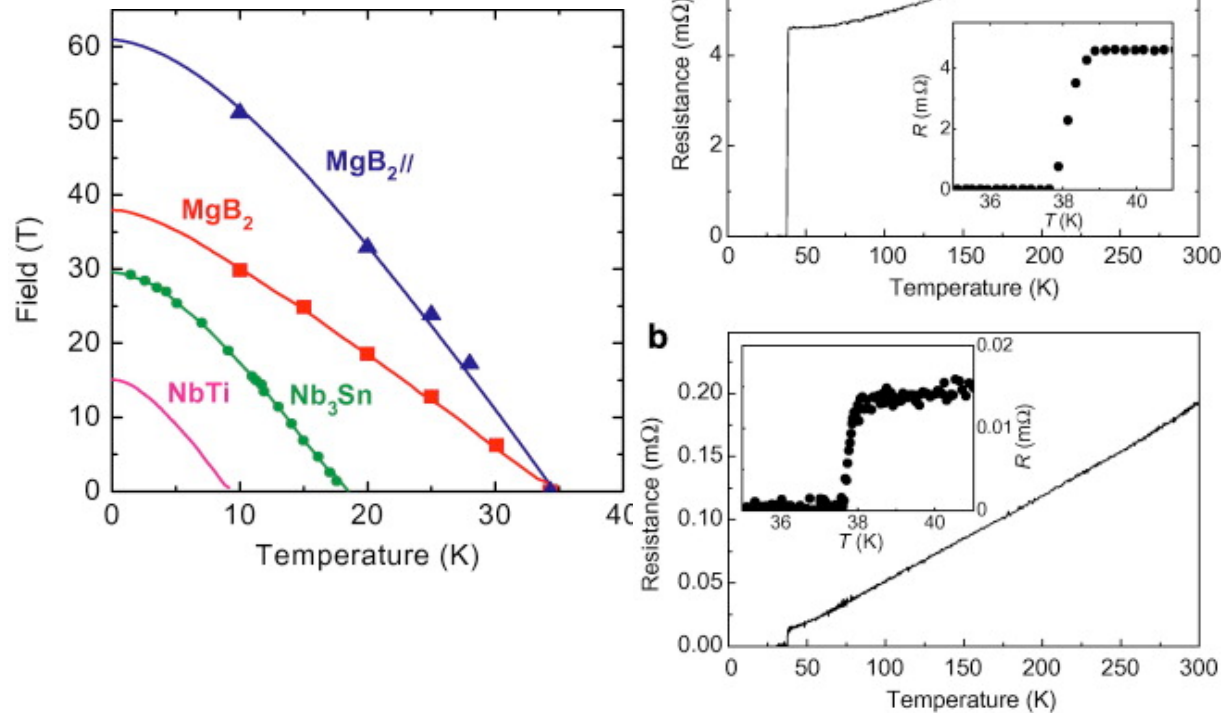 60
50
40
30
20
10
0
Field (T)
MgB2//
MgB2
Nb3Sn
NbTi
0 10 20 30 40
Temperature (K)
Resistance (mΩ)
4
2
0
R (mΩ)
4
2
0
36 38 40
T (K)
0 50 100 150 200 250 300
Temperature (K)
b
Resistance (mΩ)
0.20
0.15
0.10
0.05
0.00
0.02
0.01
0
R (mΩ)
36 38 40
T (K)
0 50 100 150 200 250 300
Temperature (K)